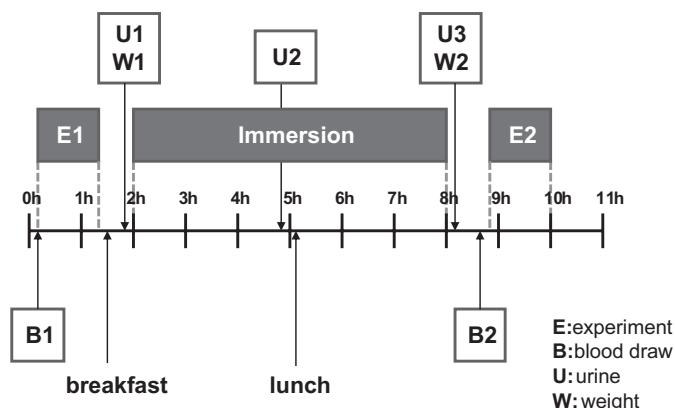 U1
W1
U2
U3
W2
E1
Immersion
E2
0h 1h 2h 3h 4h 5h 6h 7h 8h 9h 10h 11h
B1
B2
breakfast
lunch
E:experiment
B:blood draw
U:urine
W:weight